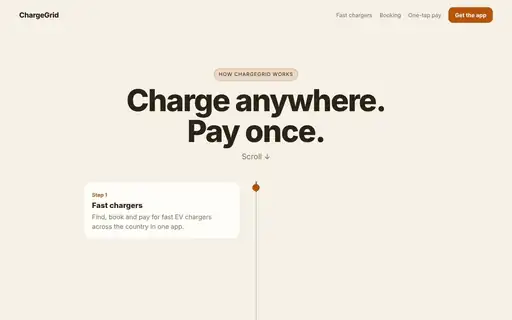 ChargeGrid
Fast chargers
Booking
One-tap pay
Get the app
HOW CHARGEGRID WORKS
Charge anywhere.
Pay once.
Scroll ↓
Step 1
Fast chargers
Find, book and pay for fast EV chargers
across the country in one app.